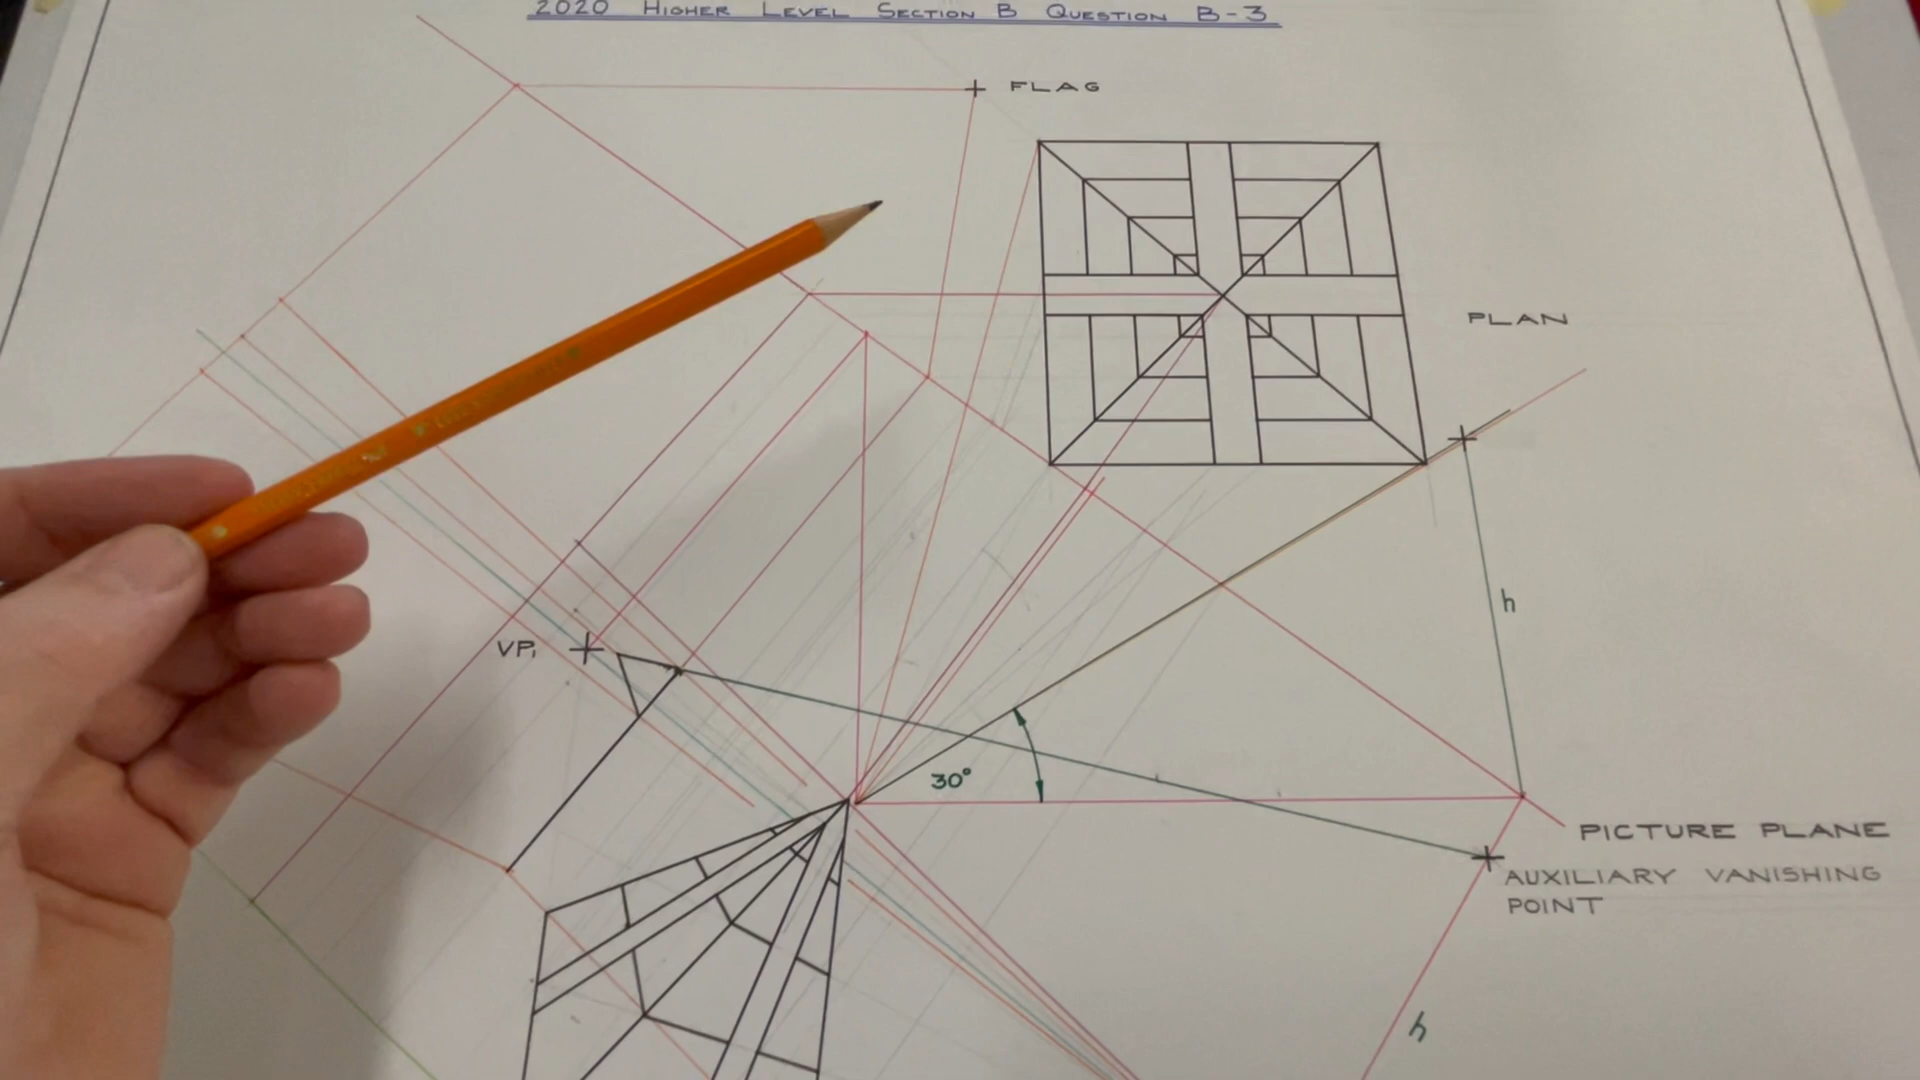 2020 HIGHER LEVEL SECTION B QUESTION B-3
FLAG
PLAN
h
VP₁
30°
PICTURE PLANE
AUXILIARY VANISHING
POINT
h